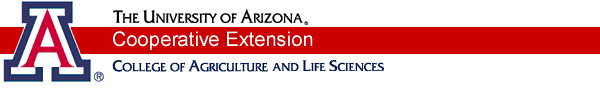 THE UNIVERSITY OF ARIZONA®
Cooperative Extension
COLLEGE OF AGRICULTURE AND LIFE SCIENCES
A ®